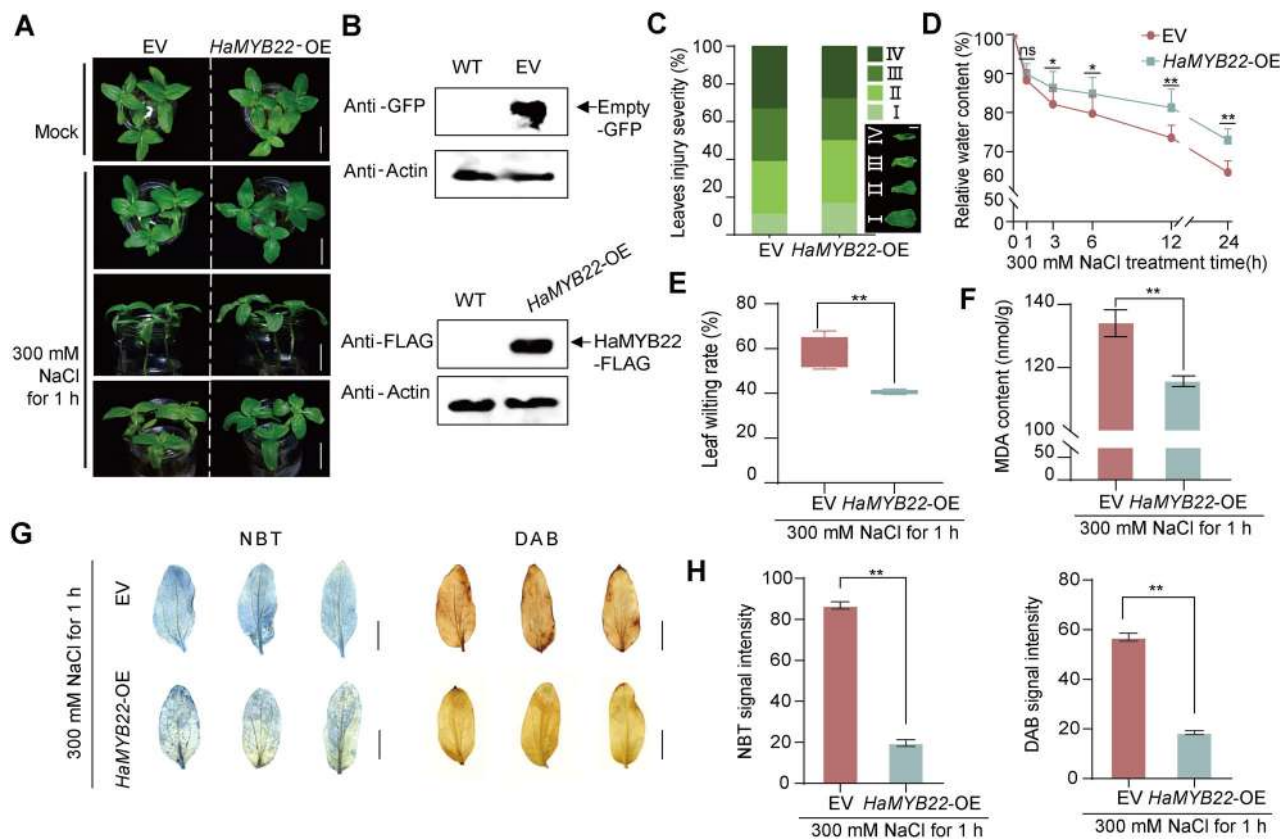 A
EV
HaMYB22-OE
Mock
300 mM
NaCl
for 1 h
B
WT
EV
Anti-GFP
Empty
-GFP
Anti-Actin
WT
HaMYB22-OE
Anti-FLAG
HaMYB22
-FLAG
Anti-Actin
C
Leaves injury severity (%)
100
80
60
40
20
0
EV
HaMYB22-OE
IV
III
II
I
IV
III
II
I
D
Relative water content (%)
100
90
80
70
60
50
0
ns
*
*
**
**
EV
HaMYB22-OE
0
1
3
6
12
24
300 mM NaCl treatment time(h)
E
Leaf wilting rate (%)
80
60
40
20
0
**
EV
HaMYB22-OE
300 mM NaCl for 1 h
F
MDA content (nmol/g)
140
120
100
50
0
**
EV
HaMYB22-OE
300 mM NaCl for 1 h
G
NBT
DAB
300 mM NaCl for 1 h
EV
HaMYB22-OE
H
NBT signal intensity
100
80
60
40
20
0
**
EV
HaMYB22-OE
300 mM NaCl for 1 h
DAB signal intensity
80
60
40
20
0
**
EV
HaMYB22-OE
300 mM NaCl for 1 h